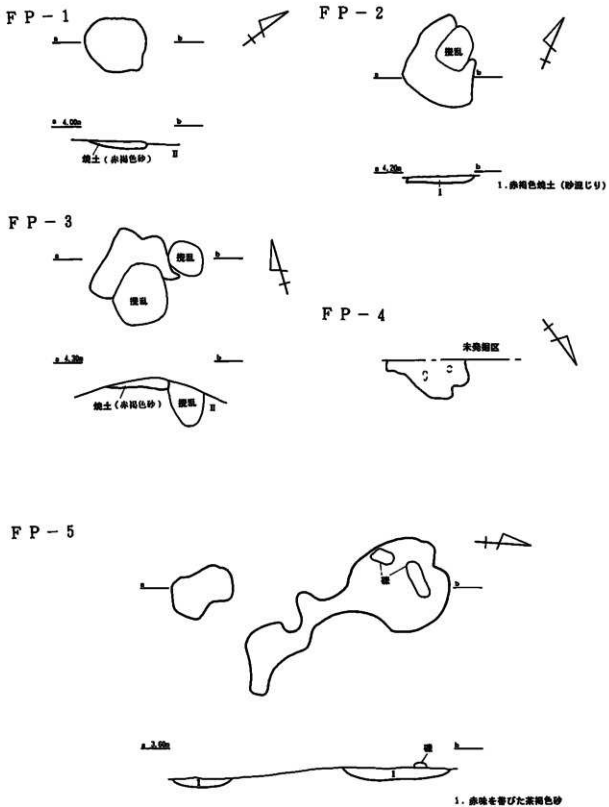 FP-1
a
b
a 4.00m
b
焼土(赤褐色砂)
II
FP-2
撹乱
a
b
a 4.20m
b
1
1.赤褐色焼土(砂混じり)
FP-3
a
撹乱
b
撹乱
a 4.30m
b
焼土(赤褐色砂)
撹乱
II
FP-4
未発掘区
FP-5
a
礫
b
a 3.60m
礫
b
1
1
1.赤味を帯びた茶褐色砂